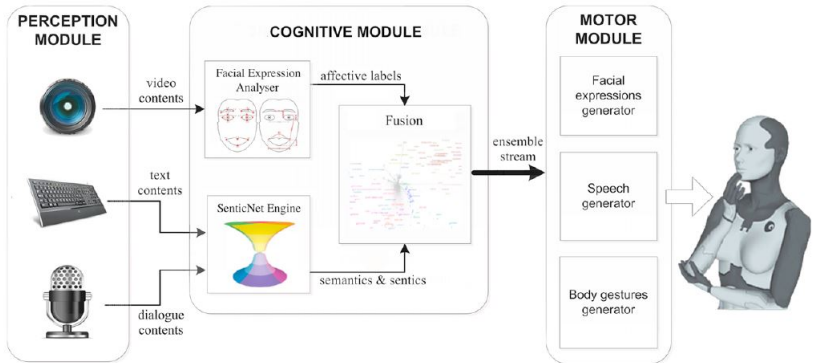 PERCEPTION
MODULE
COGNITIVE MODULE
MOTOR
MODULE
video
contents
Facial Expression
Analyser
affective labels
Fusion
text
contents
SenticNet Engine
semantics & sentics
dialogue
contents
ensemble
stream
Facial
expressions
generator
Speech
generator
Body gestures
generator